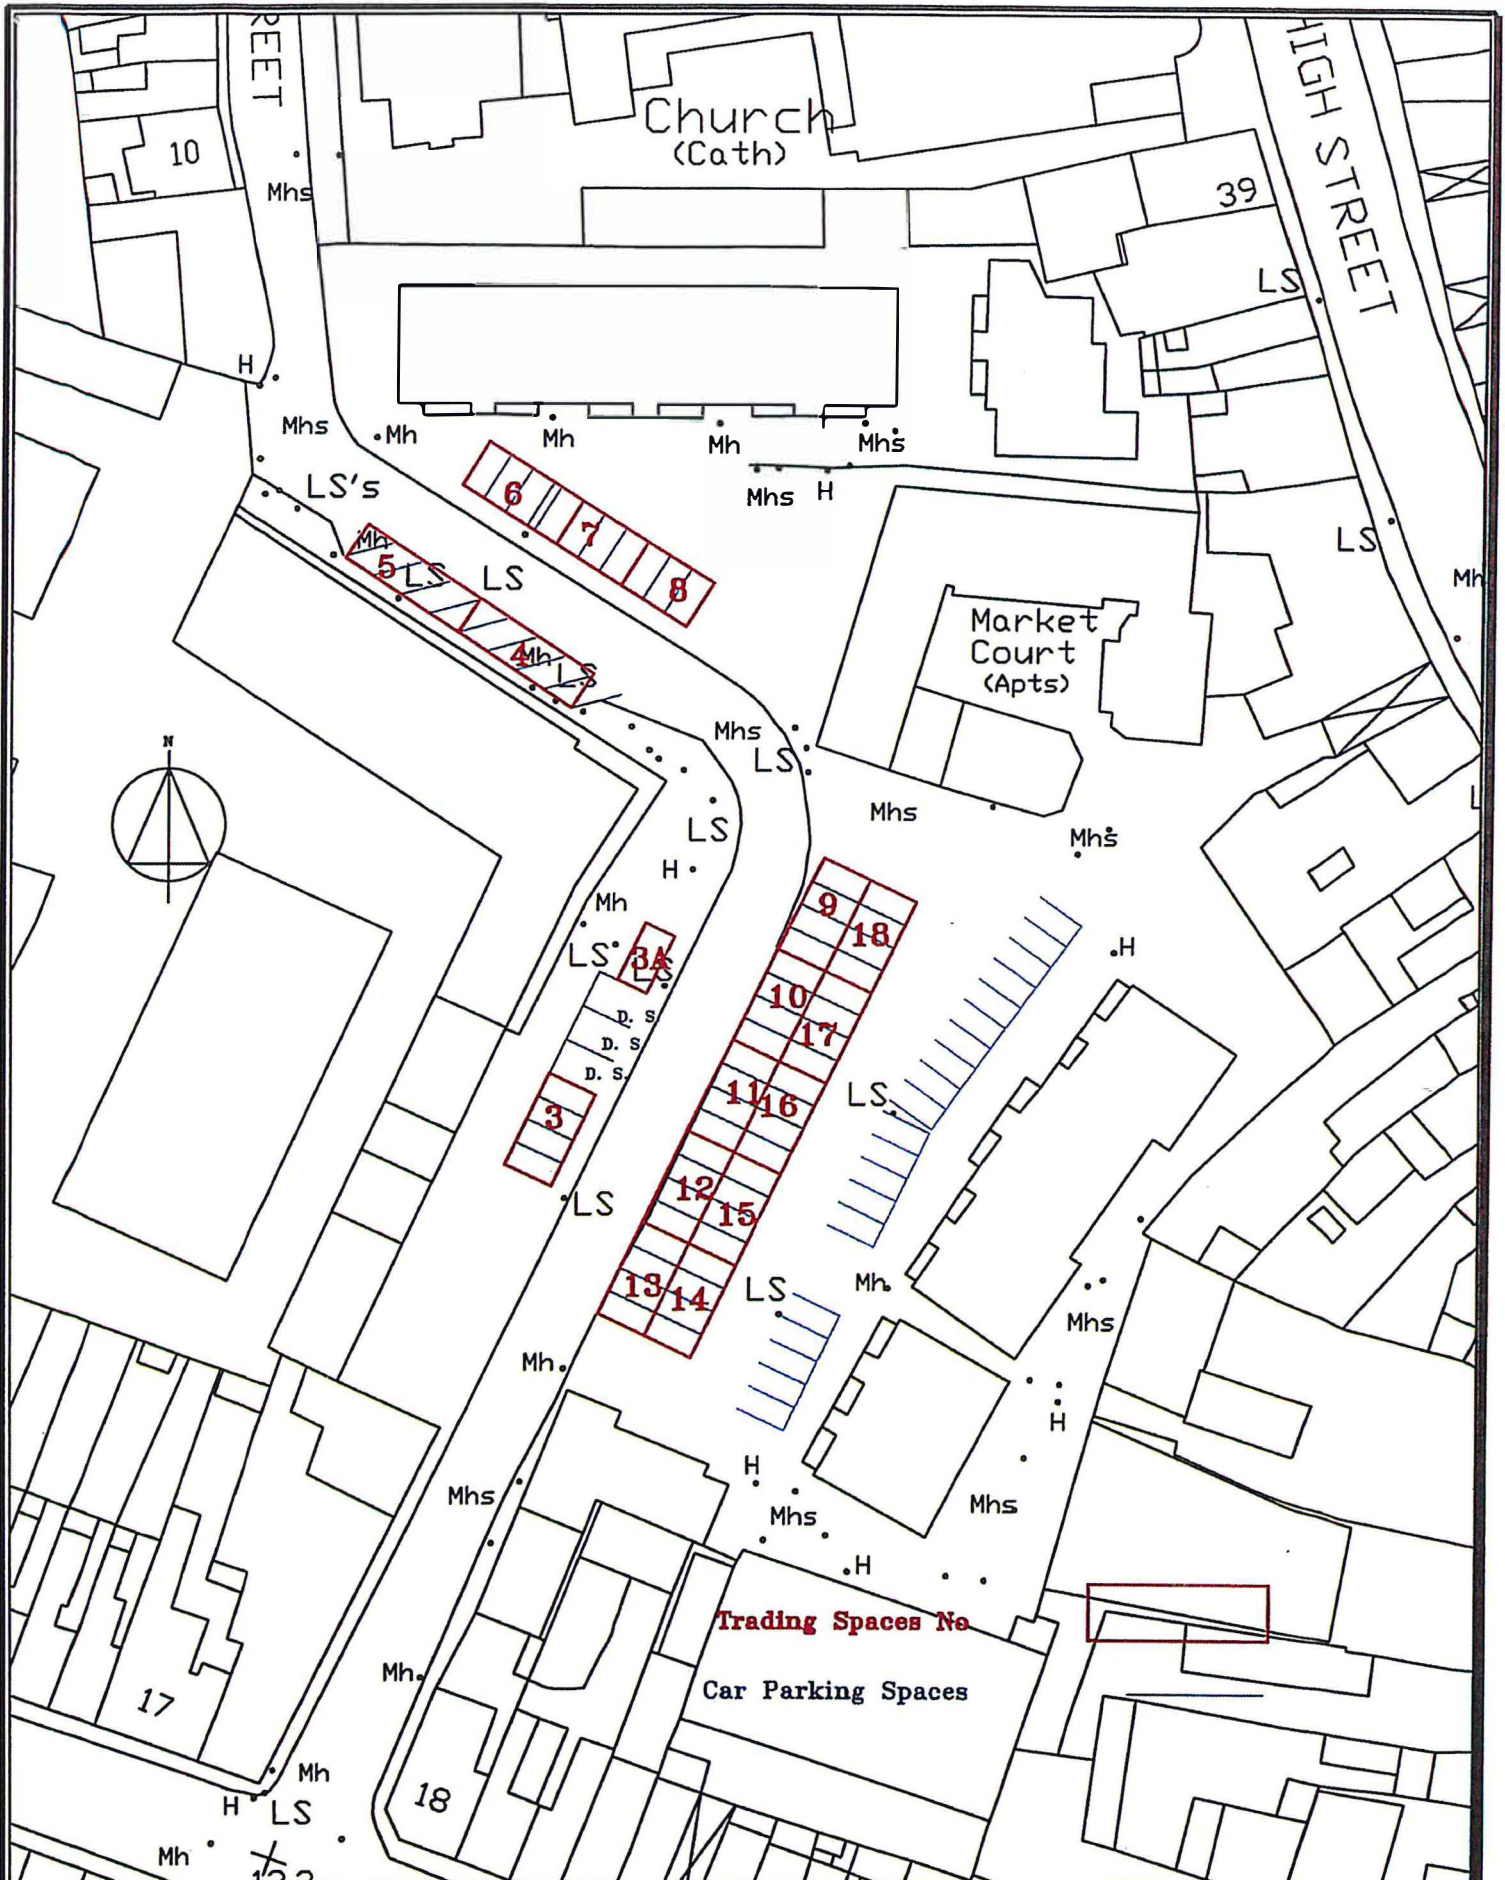 REET
10
Mhs
Church
(Cath)
HIGH STREET
39
LS
H
Mhs
Mh
Mh
Mh
Mhs
LS's
Mhs
H
6
7
8
Mh
5
LS
LS
LS
Mh
4
Mh
LS
Market
Court
(Apts)
N
Mhs
LS
Mhs
Mhs
LS
H
Mh
9
18
LS
3A
LS
H
10
17
D. S
D. S
D. S.
3
11
16
LS
LS
12
15
13
14
LS
Mh
Mhs
Mh
H
H
Mhs
Mhs
Mhs
H
Trading Spaces No
Car Parking Spaces
Mh
17
Mh
18
H
LS
Mh